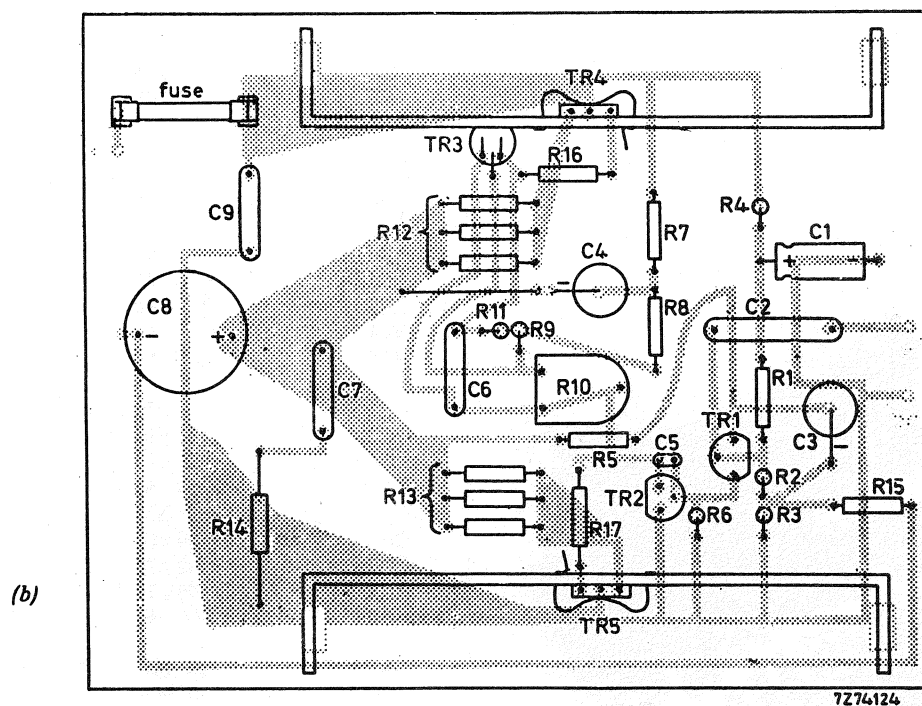 TR4
fuse
TR3
R16
C9
R12
R7
R4
C1
+
−
C4
−
C8
−
+
R11
R9
R8
C2
C7
C6
R10
R1
TR1
C3
−
R5
C5
R13
TR2
R2
R15
R14
R17
R6
R3
(b)
TR5
7Z74124